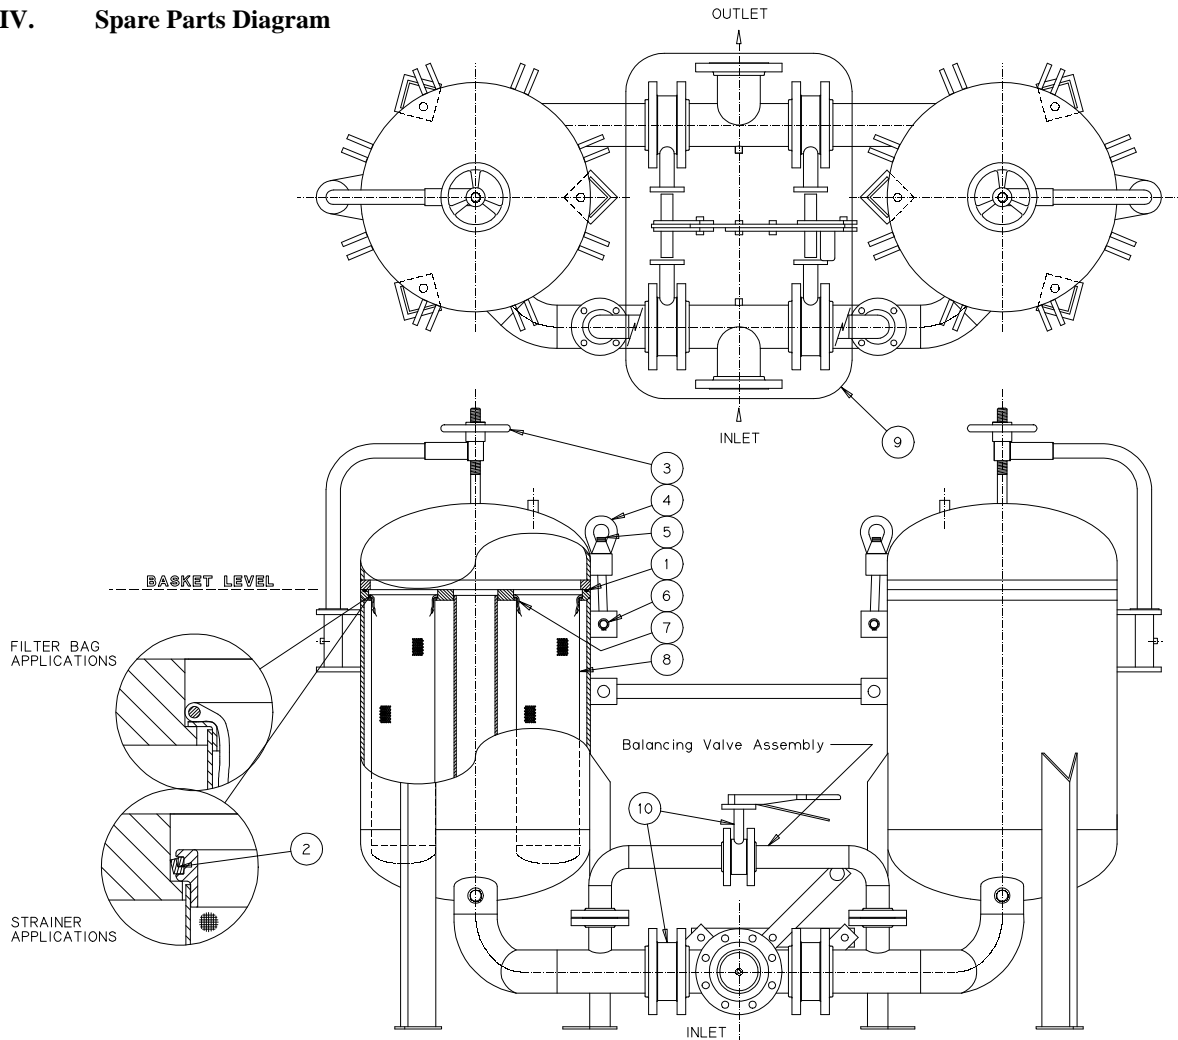 IV. Spare Parts Diagram
OUTLET
INLET
9
3
4
5
1
6
7
8
BASKET LEVEL
FILTER BAG
APPLICATIONS
Balancing Valve Assembly
10
2
STRAINER
APPLICATIONS
INLET